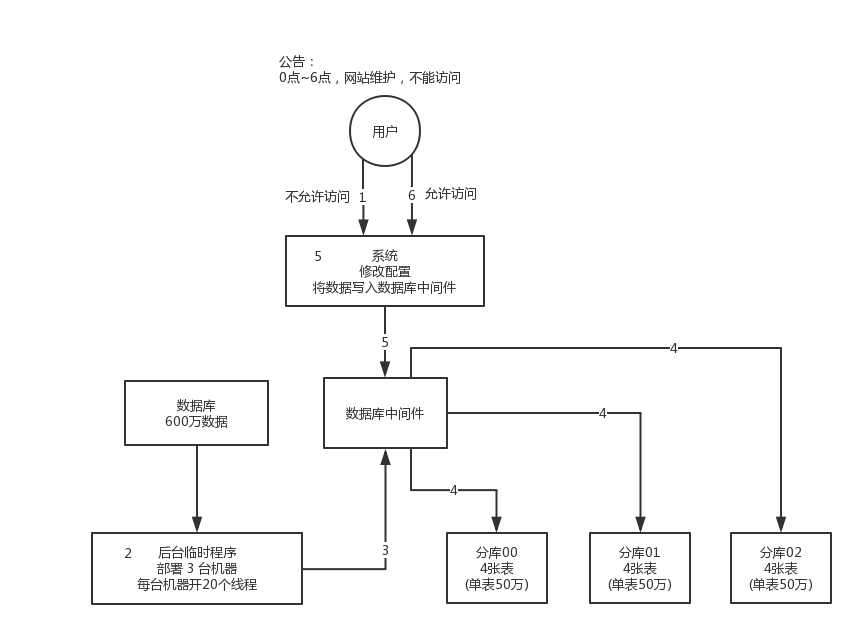 公告：
0点~6点，网站维护，不能访问
用户
不允许访问 1
6 允许访问
5 系统
修改配置
将数据写入数据库中间件
5
4
数据库
600万数据
数据库中间件
4
4
2 后台临时程序
部署 3 台机器
每台机器开20个线程
3
分库00
4张表
(单表50万)
分库01
4张表
(单表50万)
分库02
4张表
(单表50万)